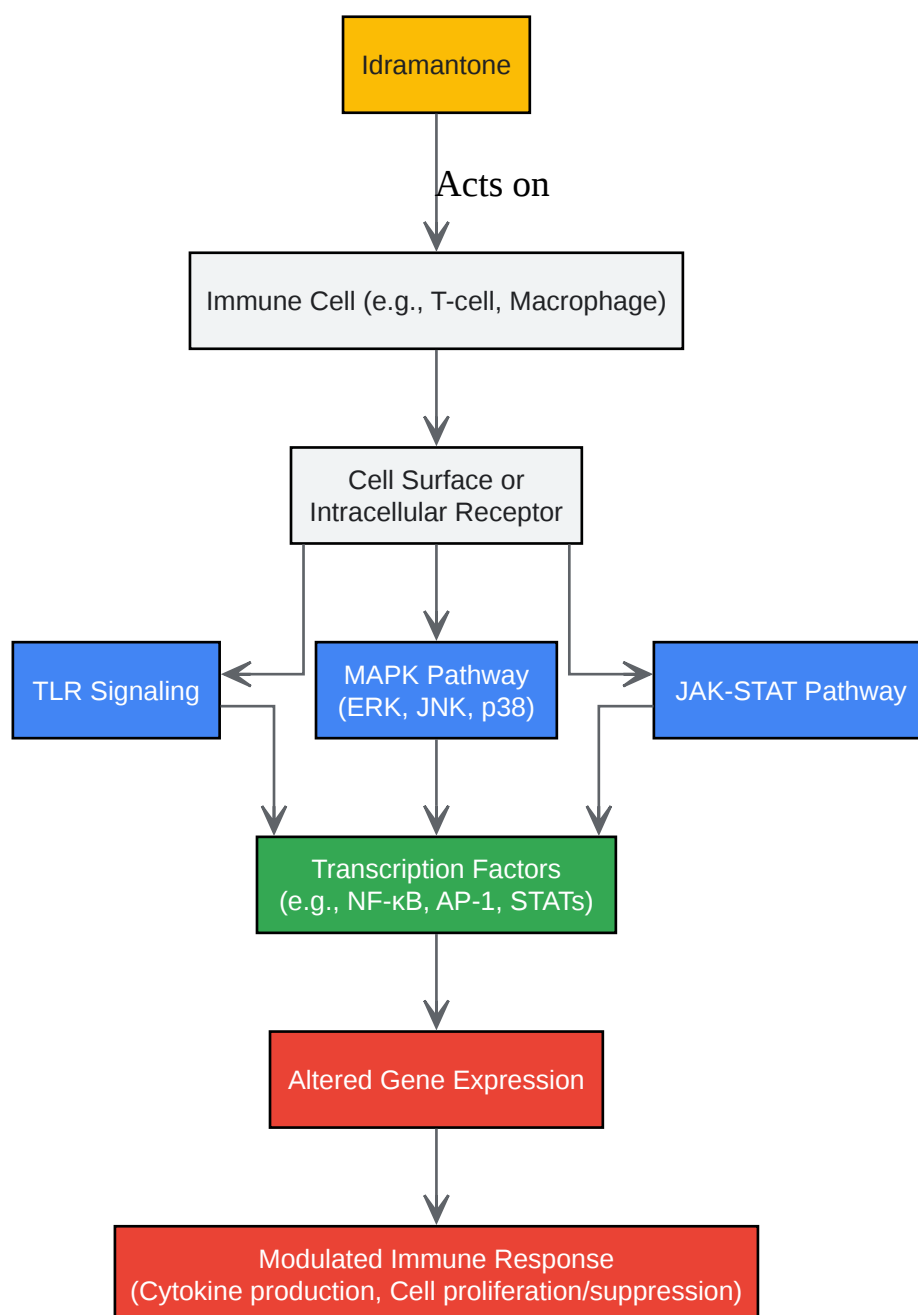 Idramantone
Acts on
Immune Cell (e.g., T-cell, Macrophage)
Cell Surface or
Intracellular Receptor
TLR Signaling
MAPK Pathway
(ERK, JNK, p38)
JAK-STAT Pathway
Transcription Factors
(e.g., NF-κB, AP-1, STATs)
Altered Gene Expression
Modulated Immune Response
(Cytokine production, Cell proliferation/suppression)